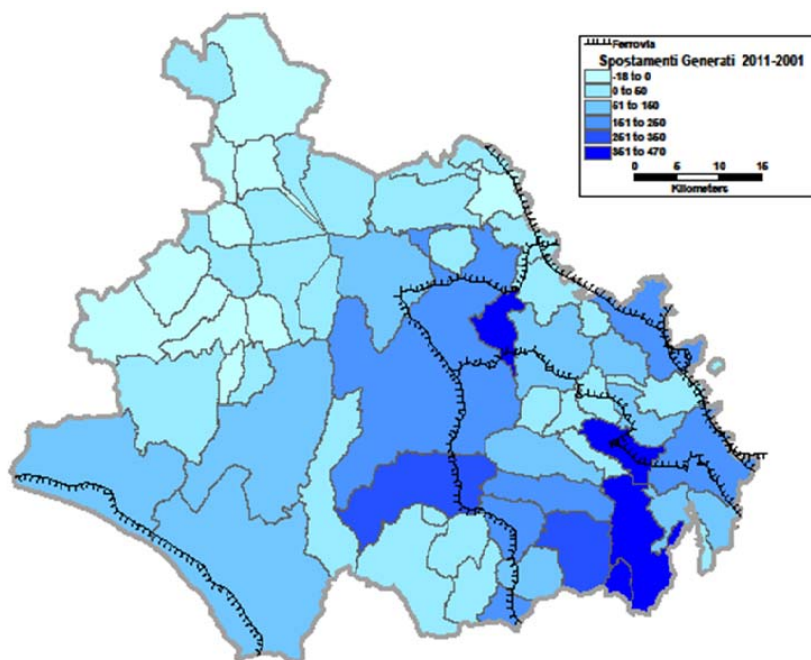 Ferrovia
Spostamenti Generati 2011-2001
-18 to 0
0 to 50
51 to 150
151 to 250
251 to 350
351 to 470
0 5 10 15
Kilometers